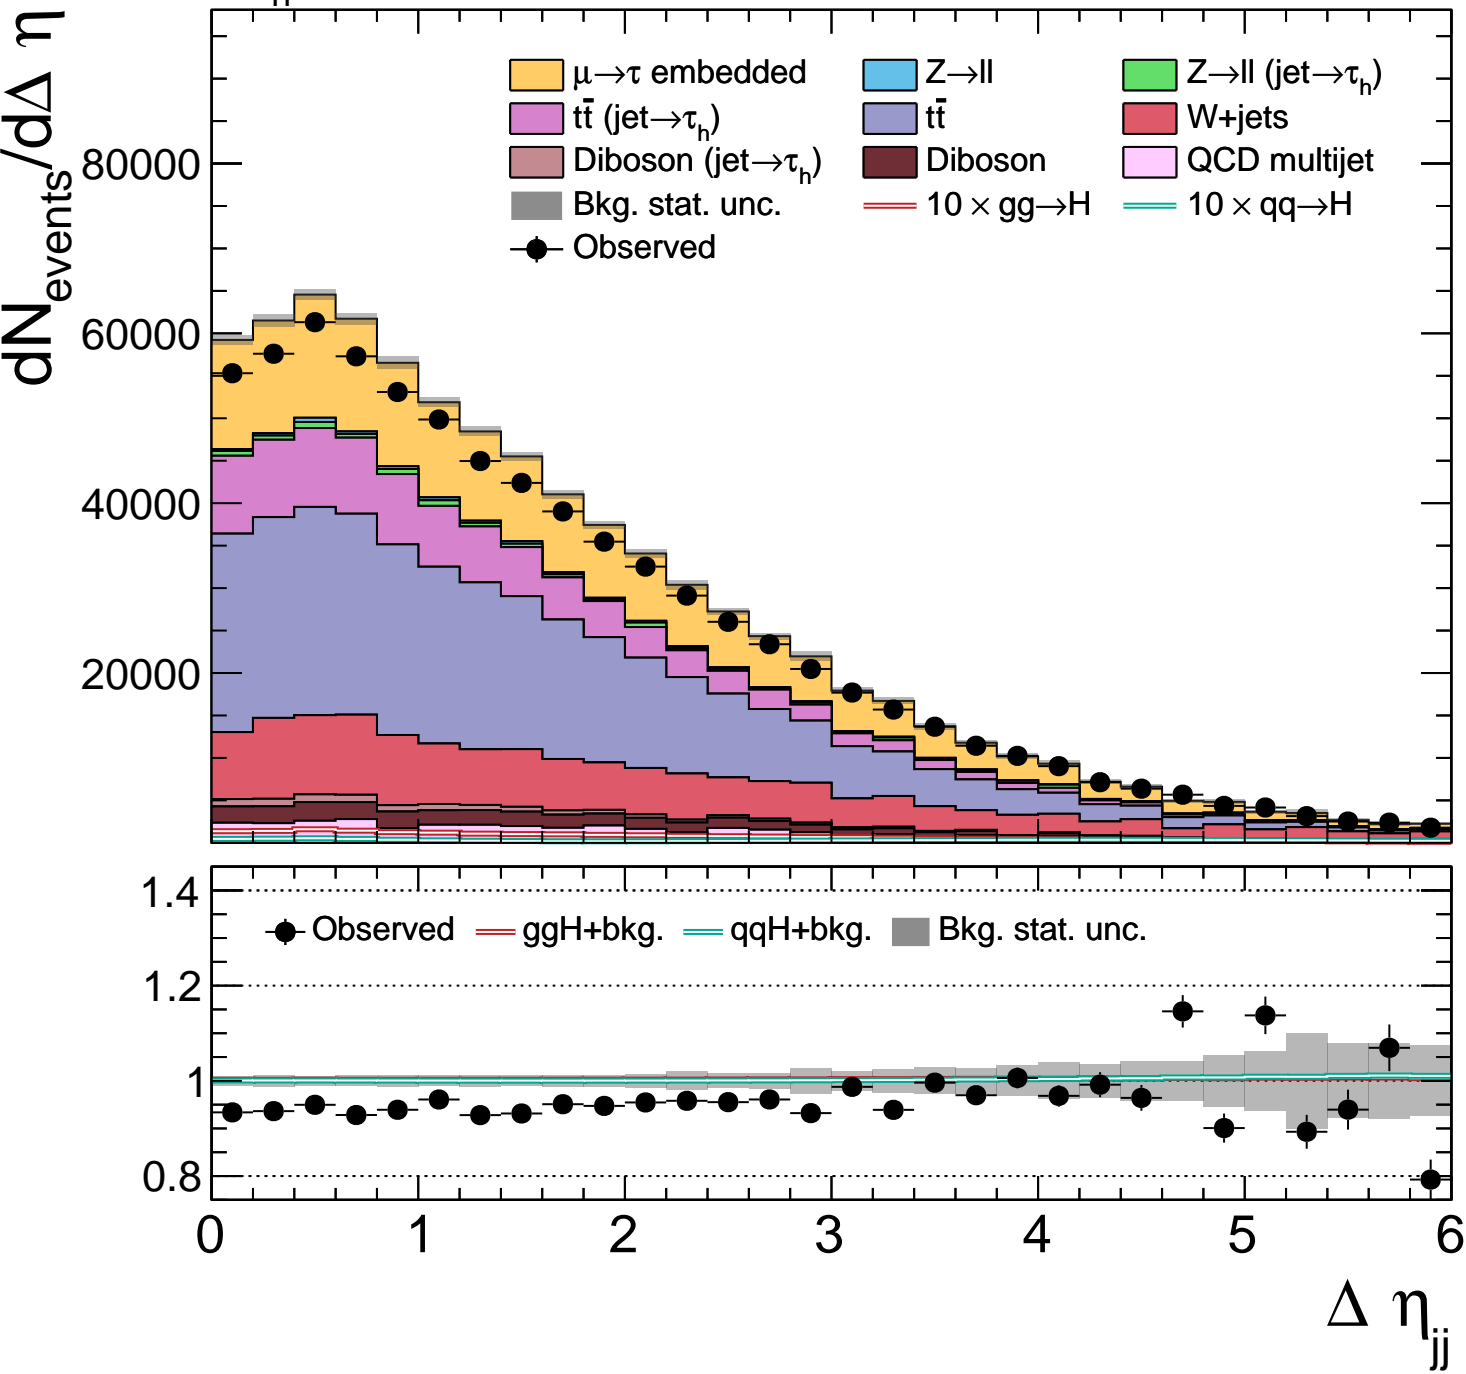 dN_events/dΔ η
80000
60000
40000
20000
μ→τ embedded
Z→ll
Z→ll (jet→τ_h)
tt̄ (jet→τ_h)
tt̄
W+jets
Diboson (jet→τ_h)
Diboson
QCD multijet
Bkg. stat. unc.
10 × gg→H
10 × qq→H
Observed
1.4
1.2
1
0.8
Observed
ggH+bkg.
qqH+bkg.
Bkg. stat. unc.
0 1 2 3 4 5 6
Δ η_jj